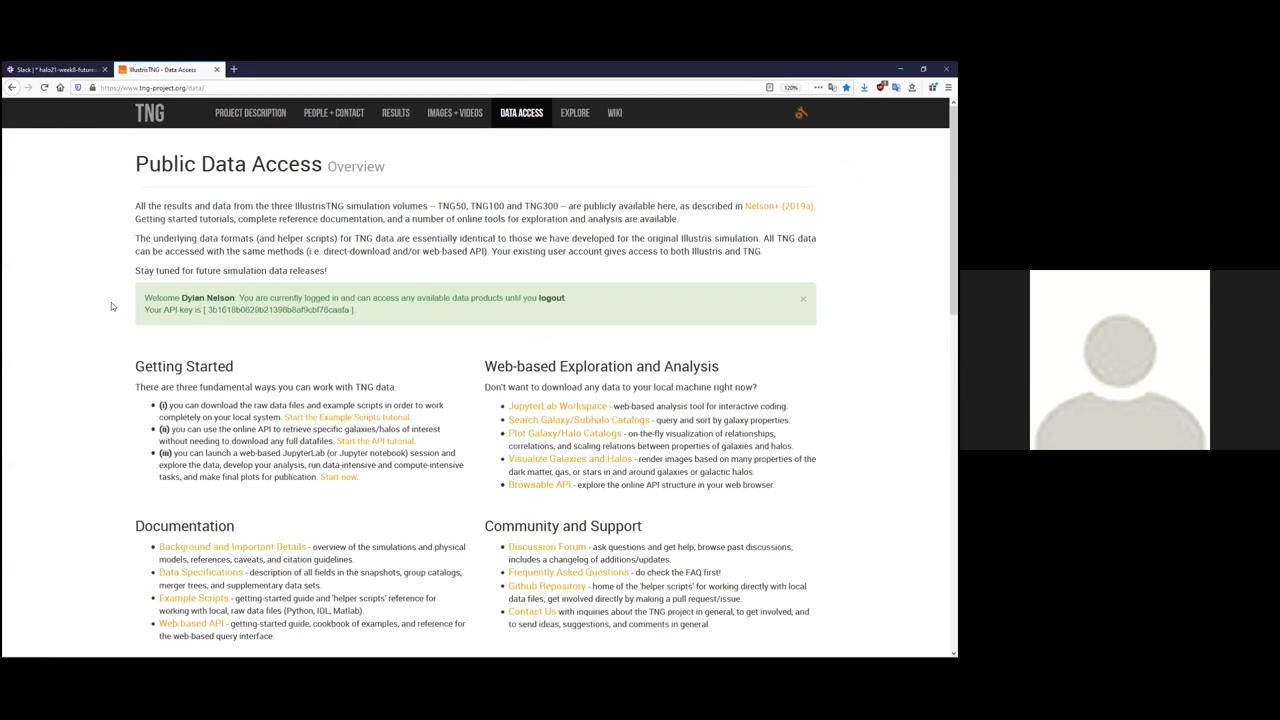 Slack | * halo21-week8-future
IllustrisTNG - Data Access
https://www.tng-project.org/data/
120%
TNG
PROJECT DESCRIPTION
PEOPLE + CONTACT
RESULTS
IMAGES + VIDEOS
DATA ACCESS
EXPLORE
WIKI
Public Data Access Overview
All the results and data from the three IllustrisTNG simulation volumes -- TNG50, TNG100 and TNG300 -- are publicly available here, as described in Nelson+ (2019a).
Getting started tutorials, complete reference documentation, and a number of online tools for exploration and analysis are available.
The underlying data formats (and helper scripts) for TNG data are essentially identical to those we have developed for the original Illustris simulation. All TNG
data can be accessed with the same methods (i.e. direct-download and/or web-based API). Your existing user account gives access to both Illustris and TNG.
Stay tuned for future simulation data releases!
Welcome Dylan Nelson. You are currently logged in and can access any available data products until you logout.
Your API key is [ 3b1618b0629b21396b8af9cbf76caafa ].
×
Getting Started
There are three fundamental ways you can work with TNG data:
• (i) you can download the raw data files and example scripts in order to work
completely on your local system. Start the Example Scripts tutorial.
• (ii) you can use the online API to retrieve specific galaxies/halos of interest
without needing to download any full datafiles. Start the API tutorial.
• (iii) you can launch a web-based JupyterLab (or Jupyter notebook) session and
explore the data, develop your analysis, run data-intensive and compute-intensive
tasks, and make final plots for publication. Start now.
Web-based Exploration and Analysis
Don't want to download any data to your local machine right now?
• JupyterLab Workspace - web-based analysis tool for interactive coding.
• Search Galaxy/Subhalo Catalogs - query and sort by galaxy properties.
• Plot Galaxy/Halo Catalogs - on-the-fly visualization of relationships,
correlations, and scaling relations between properties of galaxies and halos.
• Visualize Galaxies and Halos - render images based on many properties of the
dark matter, gas, or stars in and around galaxies or galactic halos.
• Browsable API - explore the online API structure in your web browser.
Documentation
• Background and Important Details - overview of the simulations and physical
models, references, caveats, and citation guidelines.
• Data Specifications - description of all fields in the snapshots, group catalogs,
merger trees, and supplementary data sets.
• Example Scripts - getting-started guide and 'helper scripts' reference for
working with local, raw data files (Python, IDL, Matlab).
• Web-based API - getting-started guide, cookbook of examples, and reference for
the web-based query interface.
Community and Support
• Discussion Forum - ask questions and get help, browse past discussions;
includes a changelog of additions/updates.
• Frequently Asked Questions - do check the FAQ first!
• Github Repository - home of the 'helper scripts' for working directly with local
data files; get involved directly by making a pull request/issue.
• Contact Us with inquiries about the TNG project in general, to get involved, and
to send ideas, suggestions, and comments in general.